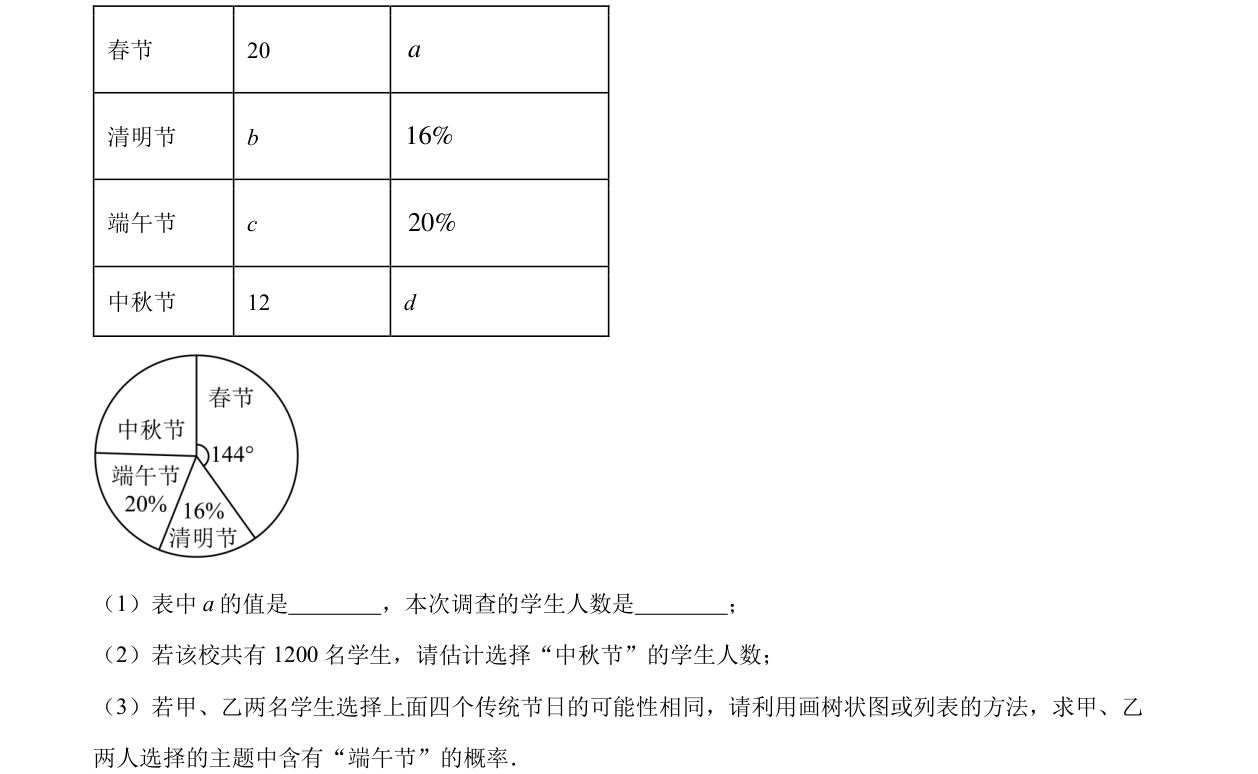 春节 20 a
清明节 b 16%
端午节 c 20%
中秋节 12 d
春节
中秋节
144°
端午节
20%
16%
清明节
（1）表中 a 的值是________，本次调查的学生人数是________；
（2）若该校共有 1200 名学生，请估计选择“中秋节”的学生人数；
（3）若甲、乙两名学生选择上面四个传统节日的可能性相同，请利用画树状图或列表的方法，求甲、乙
两人选择的主题中含有“端午节”的概率．